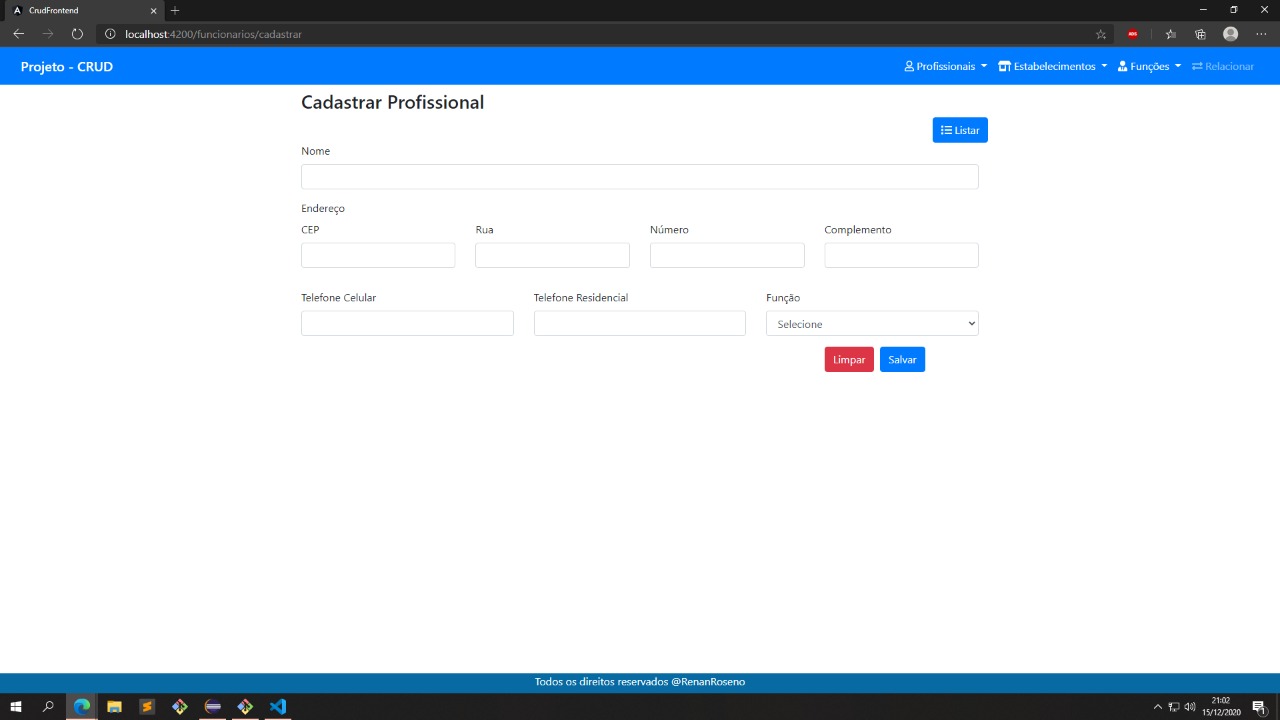 CrudFrontend
localhost:4200/funcionarios/cadastrar
ABP
Projeto - CRUD
Profissionais
Estabelecimentos
Funções
Relacionar
Cadastrar Profissional
Listar
Nome
Endereço
CEP
Rua
Número
Complemento
Telefone Celular
Telefone Residencial
Função
Selecione
Limpar
Salvar
Todos os direitos reservados @RenanRoseno
21:02
15/12/2020
1